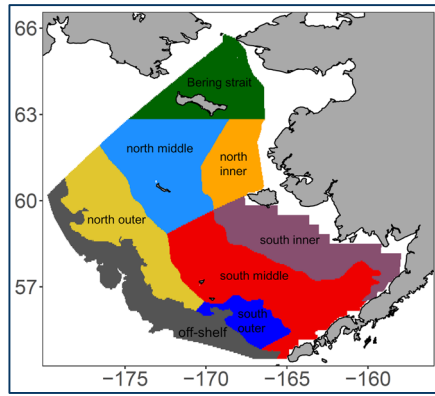 66
63
60
57
Bering strait
north middle
north
inner
north outer
south inner
south middle
south
outer
off-shelf
−175
−170
−165
−160